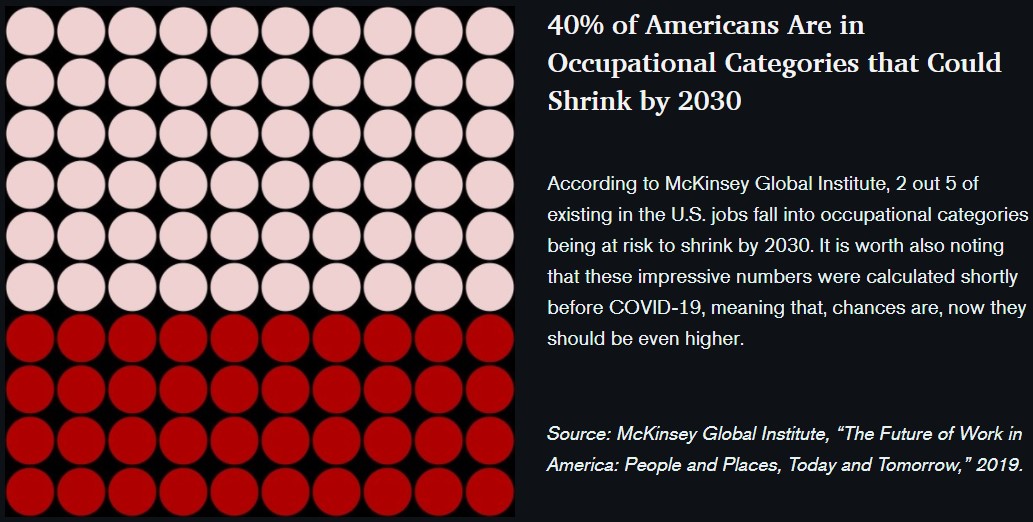 40% of Americans Are in
Occupational Categories that Could
Shrink by 2030
According to McKinsey Global Institute, 2 out 5 of
existing in the U.S. jobs fall into occupational categories
being at risk to shrink by 2030. It is worth also noting
that these impressive numbers were calculated shortly
before COVID-19, meaning that, chances are, now they
should be even higher.
Source: McKinsey Global Institute, “The Future of Work in
America: People and Places, Today and Tomorrow,” 2019.